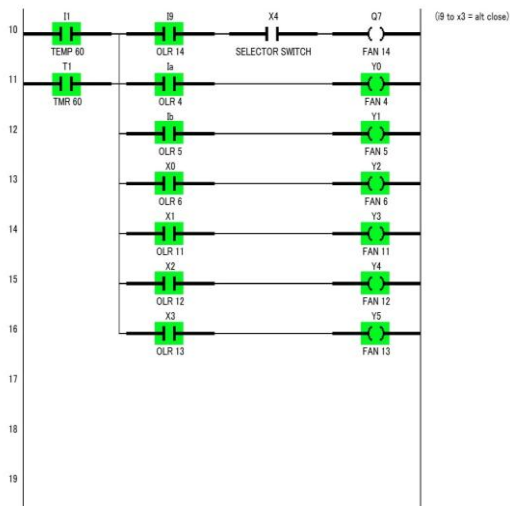 I1 I9 X4 Q7 (i9 to x3 = alt close)
10
TEMP 60 OLR 14 SELECTOR SWITCH FAN 14
T1 Ia Y0
11
TMR 60 OLR 4 FAN 4
Ib Y1
12
OLR 5 FAN 5
X0 Y2
13
OLR 6 FAN 6
X1 Y3
14
OLR 11 FAN 11
X2 Y4
15
OLR 12 FAN 12
X3 Y5
16
OLR 13 FAN 13
17
18
19